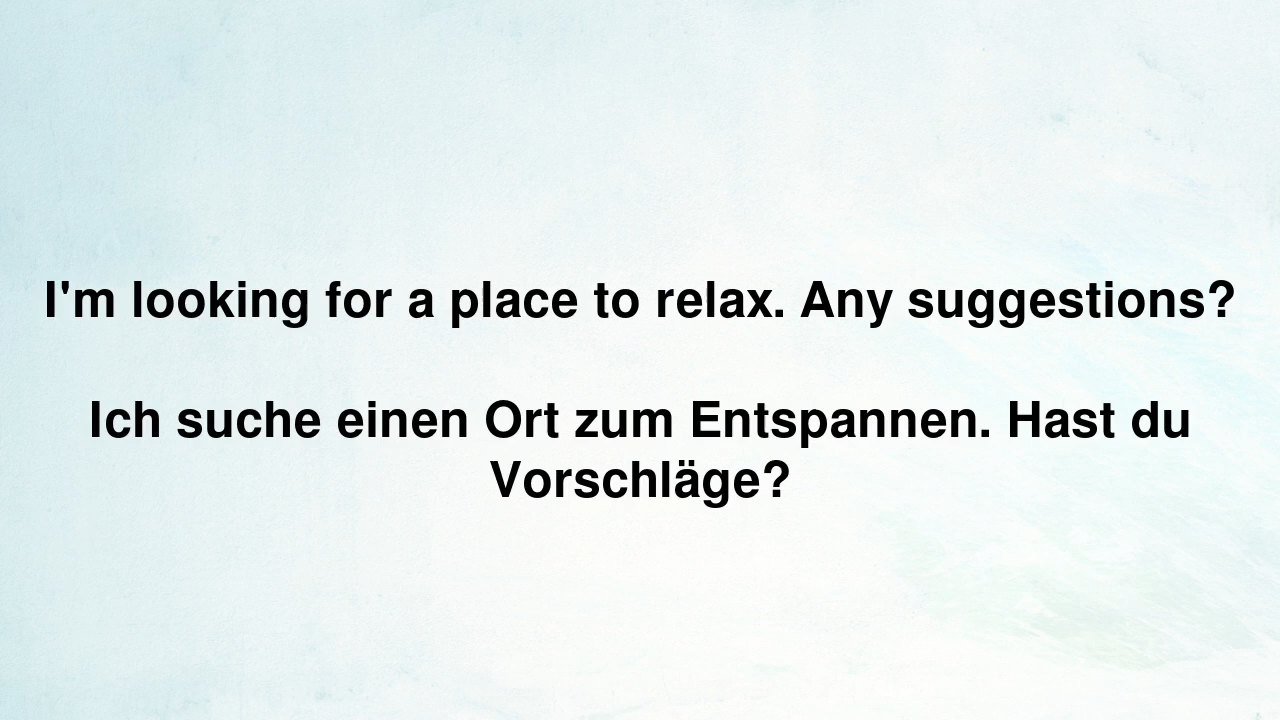 I'm looking for a place to relax. Any suggestions?
Ich suche einen Ort zum Entspannen. Hast du
Vorschläge?